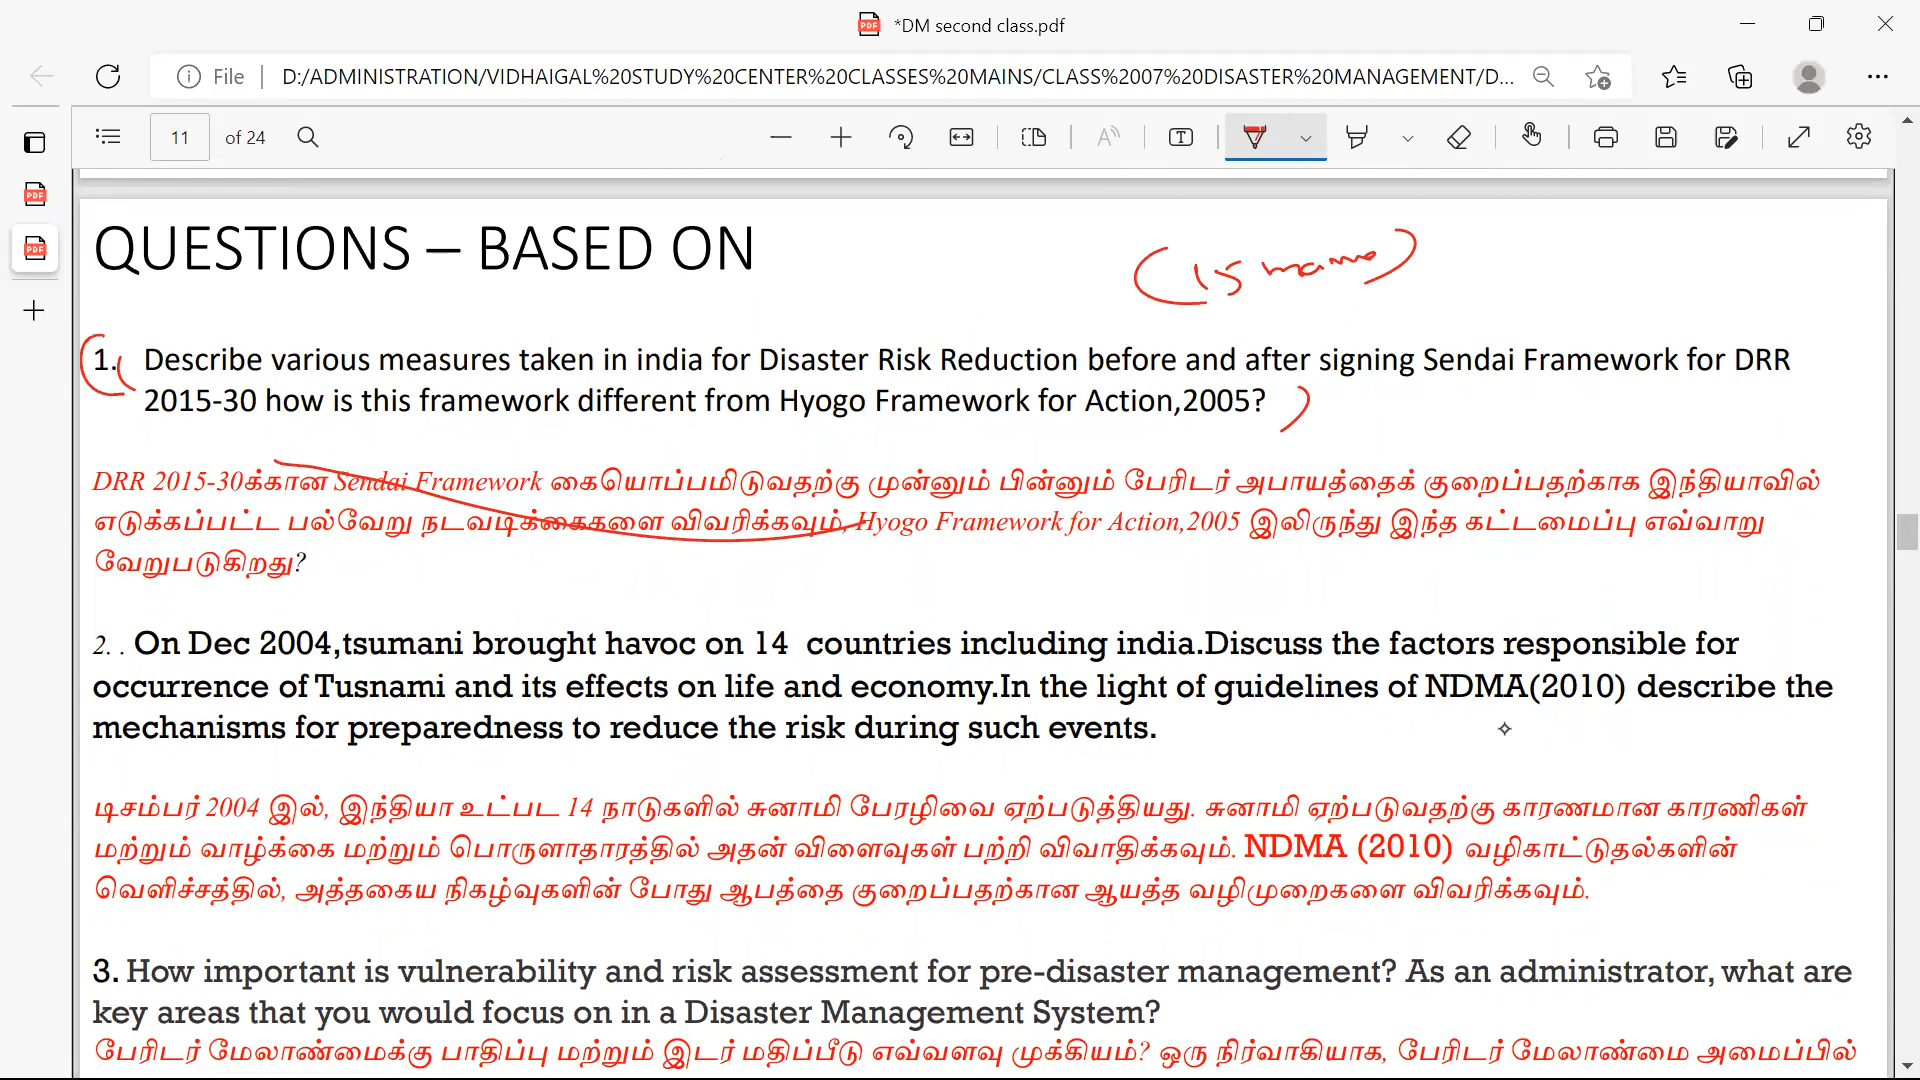 *DM second class.pdf
File
D:/ADMINISTRATION/VIDHAIGAL%20STUDY%20CENTER%20CLASSES%20MAINS/CLASS%2007%20DISASTER%20MANAGEMENT/D...
11 of 24
QUESTIONS – BASED ON
(15
1. Describe various measures taken in india for Disaster Risk Reduction before and after signing Sendai Framework for DRR
2015-30 how is this framework different from Hyogo Framework for Action,2005?
DRR 2015-30க்கான Sendai Framework கையொப்பமிடுவதற்கு முன்னும் பின்னும் பேரிடர் அபாயத்தைக் குறைப்பதற்காக இந்தியாவில்
எடுக்கப்பட்ட பல்வேறு நடவடிக்கைகளை விவரிக்கவும், Hyogo Framework for Action,2005 இலிருந்து இந்த கட்டமைப்பு எவ்வாறு
வேறுபடுகிறது?
2. . On Dec 2004,tsumani brought havoc on 14 countries including india.Discuss the factors responsible for
occurrence of Tusnami and its effects on life and economy.In the light of guidelines of NDMA(2010) describe the
mechanisms for preparedness to reduce the risk during such events.
டிசம்பர் 2004 இல், இந்தியா உட்பட 14 நாடுகளில் சுனாமி பேரழிவை ஏற்படுத்தியது. சுனாமி ஏற்படுவதற்கு காரணமான காரணிகள்
மற்றும் வாழ்க்கை மற்றும் பொருளாதாரத்தில் அதன் விளைவுகள் பற்றி விவாதிக்கவும். NDMA (2010) வழிகாட்டுதல்களின்
வெளிச்சத்தில், அத்தகைய நிகழ்வுகளின் போது ஆபத்தை குறைப்பதற்கான ஆயத்த வழிமுறைகளை விவரிக்கவும்.
3. How important is vulnerability and risk assessment for pre-disaster management? As an administrator, what are
key areas that you would focus on in a Disaster Management System?
பேரிடர் மேலாண்மைக்கு பாதிப்பு மற்றும் இடர் மதிப்பீடு எவ்வளவு முக்கியம்? ஒரு நிர்வாகியாக, பேரிடர் மேலாண்மை அமைப்பில்